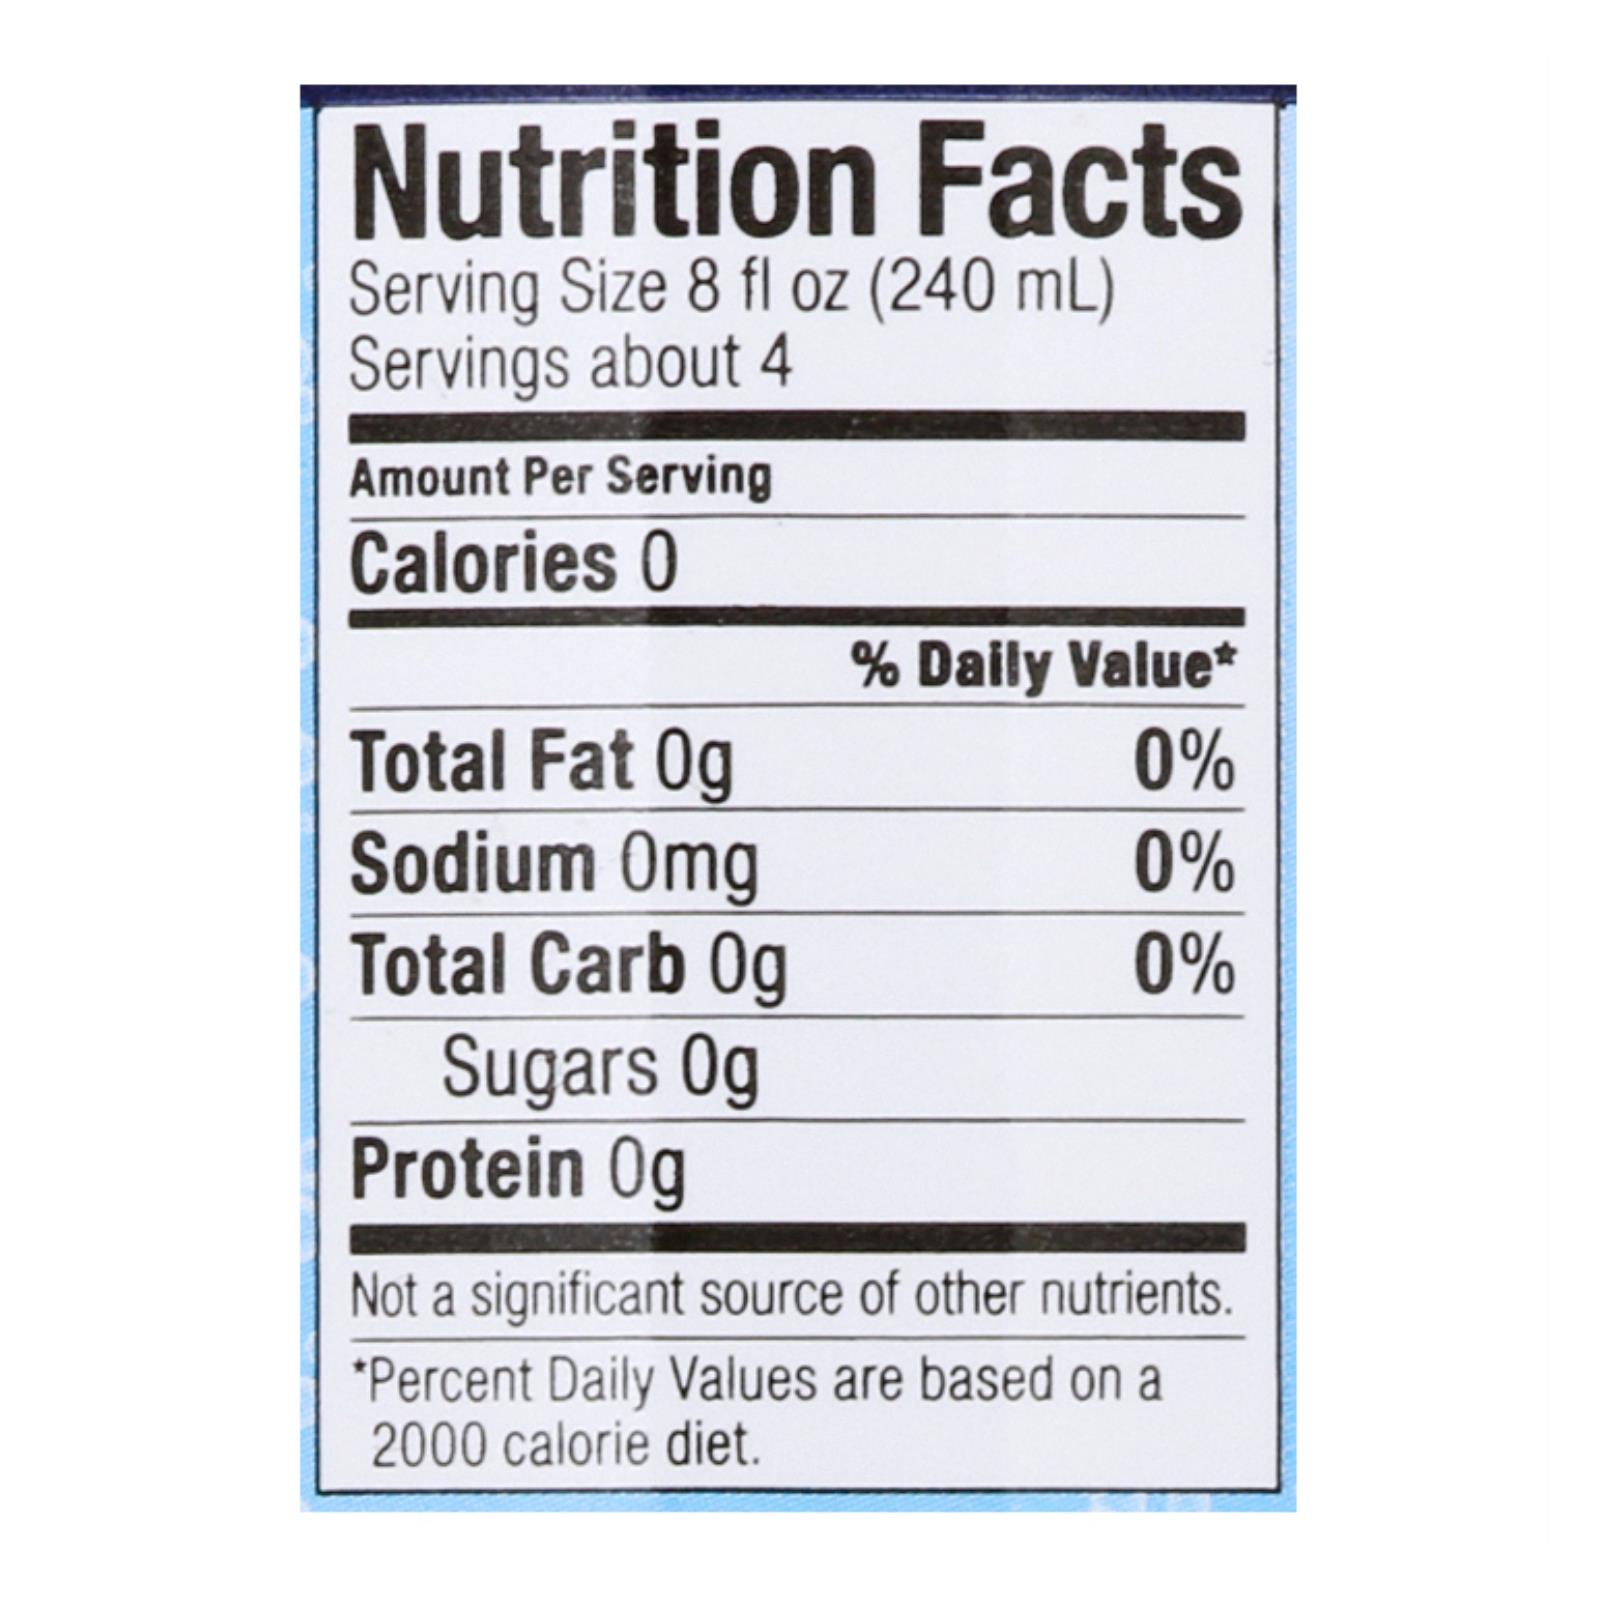 Nutrition Facts
Serving Size 8 fl oz (240 mL)
Servings about 4
Amount Per Serving
Calories 0
% Daily Value*
Total Fat 0g 0%
Sodium 0mg 0%
Total Carb 0g 0%
Sugars 0g
Protein 0g
Not a significant source of other nutrients.
*Percent Daily Values are based on a
2000 calorie diet.